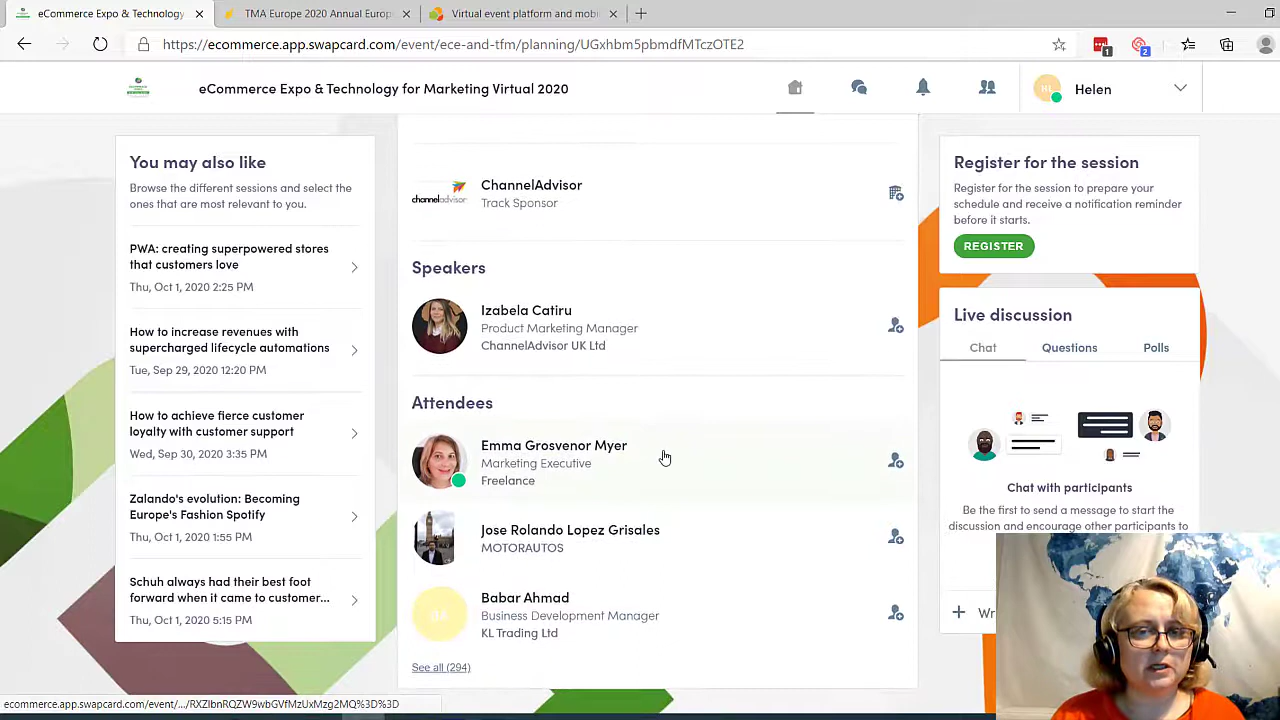 eCommerce Expo & Technology
TMA Europe 2020 Annual Europ
Virtual event platform and mobi
https://ecommerce.app.swapcard.com/event/ece-and-tfm/planning/UGxhbm5pbmdfMTczOTE2
1
2
eCommerce Expo & Technology for Marketing Virtual 2020
Helen
You may also like
Browse the different sessions and select the
ones that are most relevant to you.
PWA: creating superpowered stores
that customers love
Thu, Oct 1, 2020 2:25 PM
How to increase revenues with
supercharged lifecycle automations
Tue, Sep 29, 2020 12:20 PM
How to achieve fierce customer
loyalty with customer support
Wed, Sep 30, 2020 3:35 PM
Zalando's evolution: Becoming
Europe's Fashion Spotify
Thu, Oct 1, 2020 1:55 PM
Schuh always had their best foot
forward when it came to customer...
Thu, Oct 1, 2020 5:15 PM
channeladvisor
ChannelAdvisor
Track Sponsor
Speakers
Izabela Catiru
Product Marketing Manager
ChannelAdvisor UK Ltd
Attendees
Emma Grosvenor Myer
Marketing Executive
Freelance
Jose Rolando Lopez Grisales
MOTORAUTOS
Babar Ahmad
Business Development Manager
KL Trading Ltd
See all (294)
Register for the session
Register for the session to prepare your
schedule and receive a notification reminder
before it starts.
REGISTER
Live discussion
Chat Questions Polls
Chat with participants
Be the first to send a message to start the
discussion and encourage other participants to
Wr